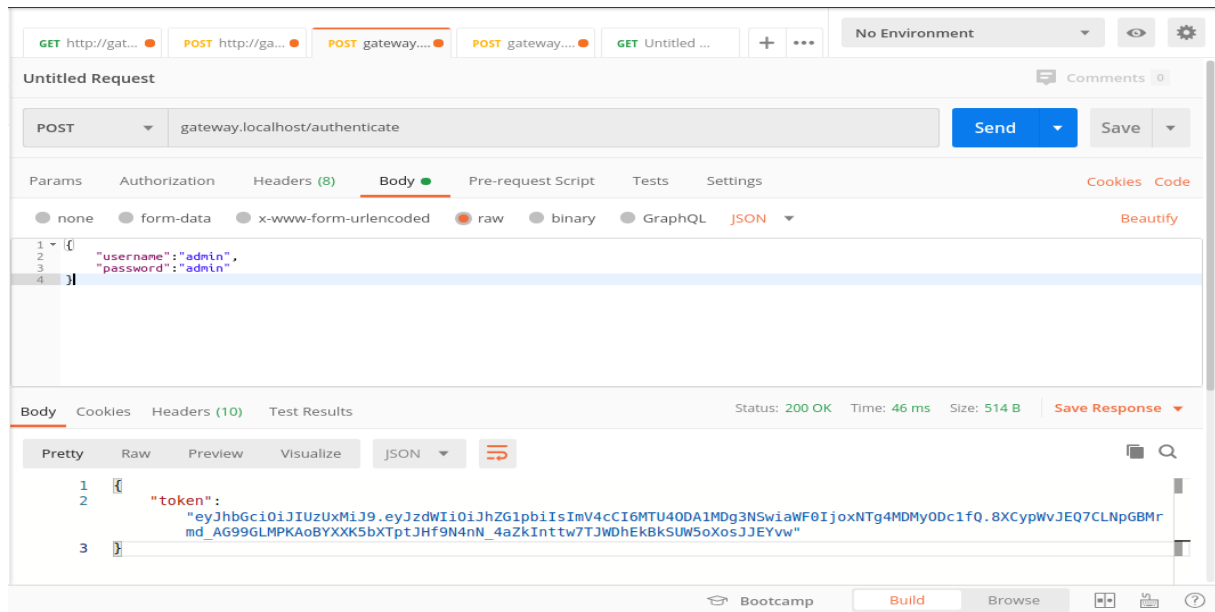 GET http://gat... POST http://ga... POST gateway.... POST gateway.... GET Untitled ... + ••• No Environment
Untitled Request Comments 0
POST gateway.localhost/authenticate Send Save
Params Authorization Headers (8) Body Pre-request Script Tests Settings Cookies Code
none form-data x-www-form-urlencoded raw binary GraphQL JSON Beautify
1 {
2 "username":"admin",
3 "password":"admin"
4 }
Body Cookies Headers (10) Test Results Status: 200 OK Time: 46 ms Size: 514 B Save Response
Pretty Raw Preview Visualize JSON
1 {
2 "token":
"eyJhbGciOiJIUzUxMiJ9.eyJzdWIiOiJhZG1pbiIsImV4cCI6MTU4ODA1MDg3NSwiaWF0IjoxNTg4MDMyODc1fQ.8XCypWvJEQ7CLNpGBMr
md_AG99GLMPKAoBYXXK5bXTptJHf9N4nN_4aZkInttw7TJWDhEkBkSUW5oXosJJEYvw"
3 }
Bootcamp Build Browse ?